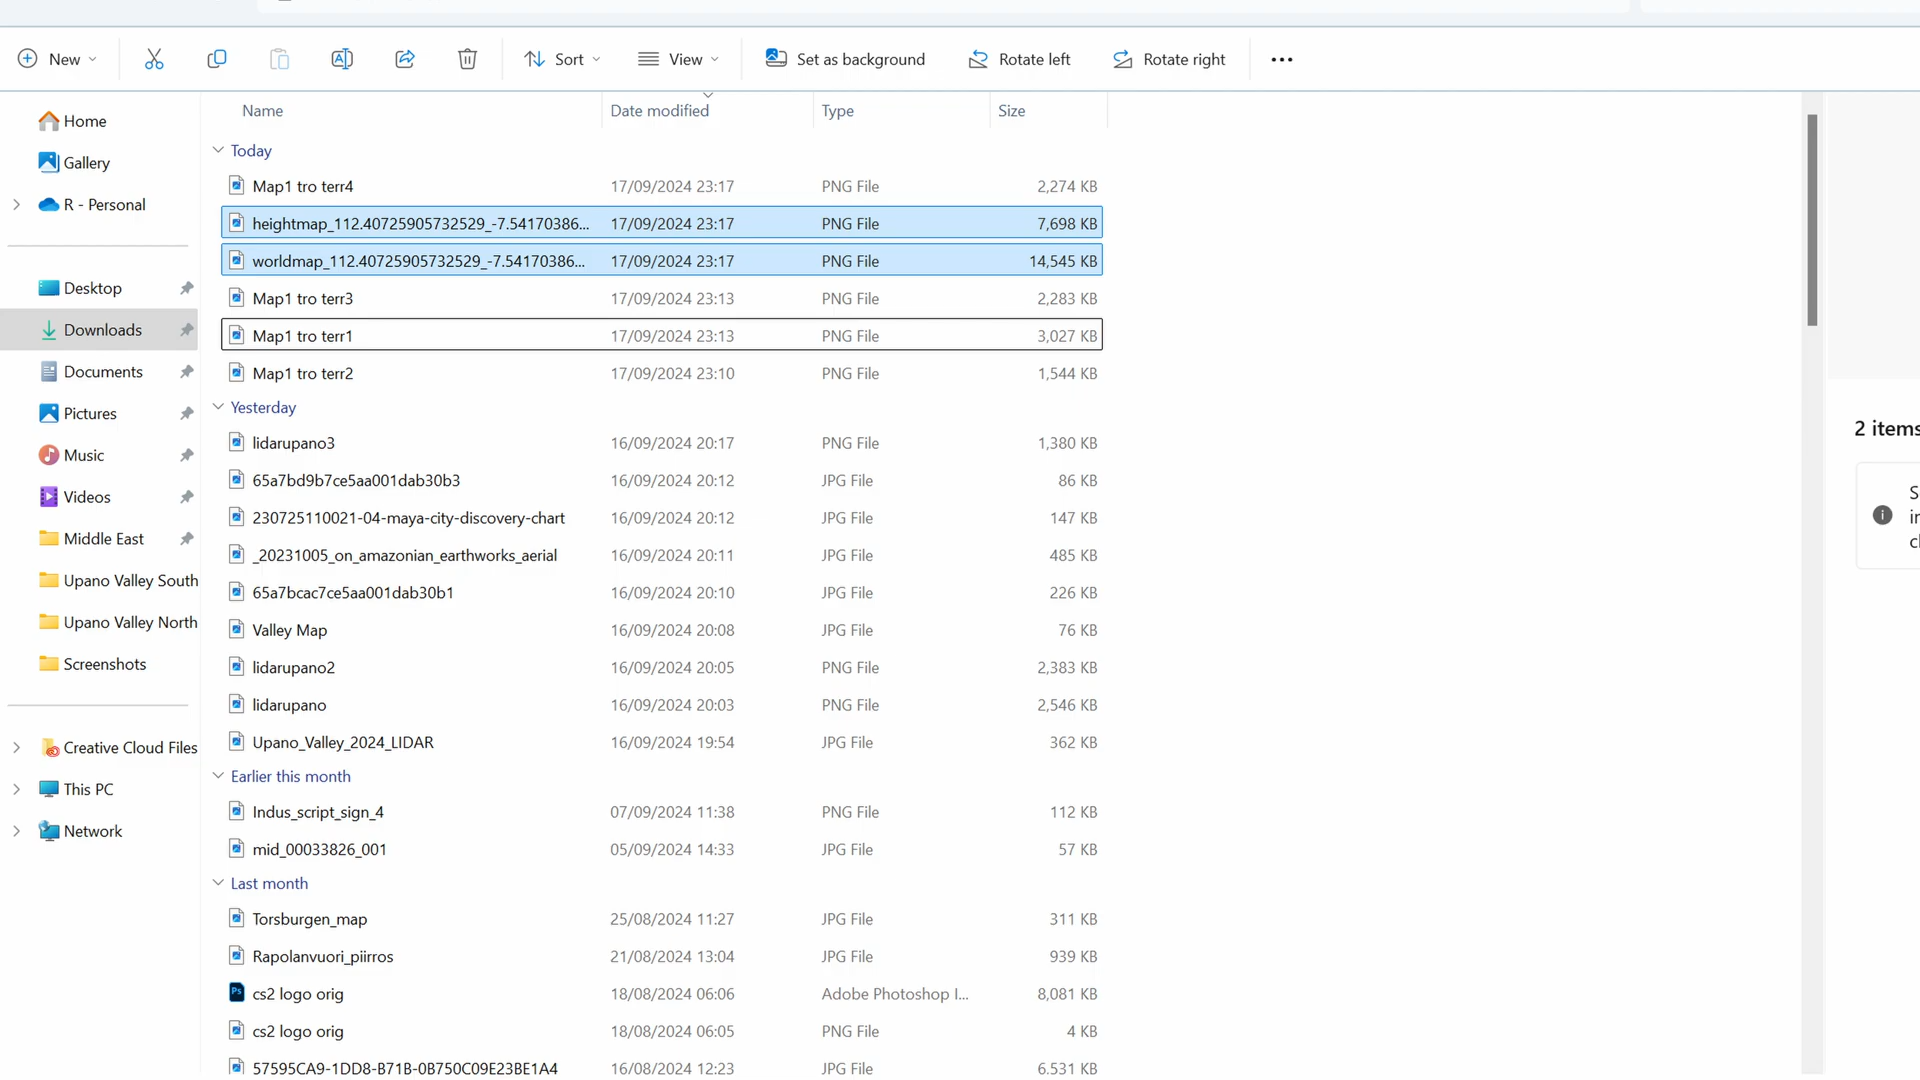 New Sort View Set as background Rotate left Rotate right
Name Date modified Type Size
Home
Gallery
R - Personal
Desktop
Downloads
Documents
Pictures
Music
Videos
Middle East
Upano Valley South
Upano Valley North
Screenshots
Creative Cloud Files
This PC
Network
Today
Map1 tro terr4 17/09/2024 23:17 PNG File 2,274 KB
heightmap_112.40725905732529_-7.54170386... 17/09/2024 23:17 PNG File 7,698 KB
worldmap_112.40725905732529_-7.54170386... 17/09/2024 23:17 PNG File 14,545 KB
Map1 tro terr3 17/09/2024 23:13 PNG File 2,283 KB
Map1 tro terr1 17/09/2024 23:13 PNG File 3,027 KB
Map1 tro terr2 17/09/2024 23:10 PNG File 1,544 KB
Yesterday
lidarupano3 16/09/2024 20:17 PNG File 1,380 KB
65a7bd9b7ce5aa001dab30b3 16/09/2024 20:12 JPG File 86 KB
230725110021-04-maya-city-discovery-chart 16/09/2024 20:12 JPG File 147 KB
_20231005_on_amazonian_earthworks_aerial 16/09/2024 20:11 JPG File 485 KB
65a7bcac7ce5aa001dab30b1 16/09/2024 20:10 JPG File 226 KB
Valley Map 16/09/2024 20:08 JPG File 76 KB
lidarupano2 16/09/2024 20:05 PNG File 2,383 KB
lidarupano 16/09/2024 20:03 PNG File 2,546 KB
Upano_Valley_2024_LIDAR 16/09/2024 19:54 JPG File 362 KB
Earlier this month
Indus_script_sign_4 07/09/2024 11:38 PNG File 112 KB
mid_00033826_001 05/09/2024 14:33 JPG File 57 KB
Last month
Torsburgen_map 25/08/2024 11:27 JPG File 311 KB
Rapolanvuori_piirros 21/08/2024 13:04 JPG File 939 KB
Ps cs2 logo orig 18/08/2024 06:06 Adobe Photoshop I... 8,081 KB
cs2 logo orig 18/08/2024 06:05 PNG File 4 KB
57595CA9-1DD8-B71B-0B750C09E23BE1A4 16/08/2024 12:23 JPG File 6,531 KB
2 items